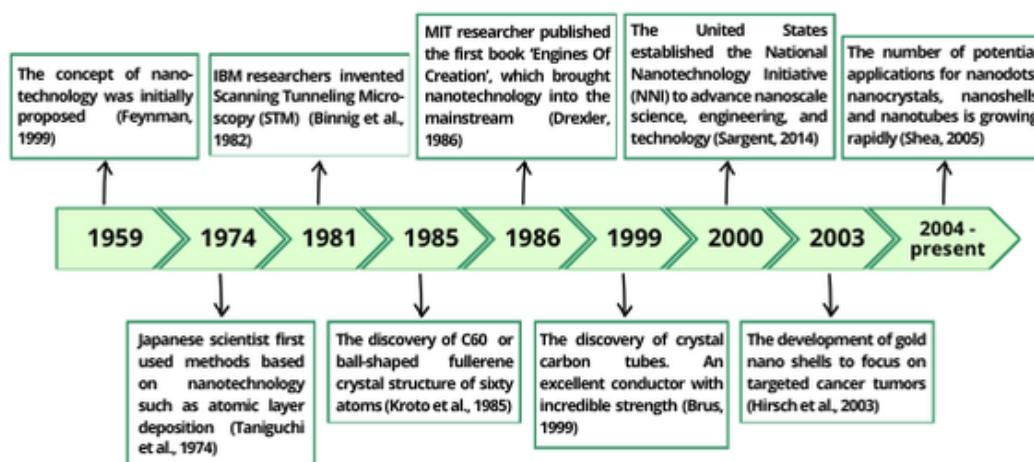 The concept of nano-
technology was initially
proposed (Feynman,
1999)
IBM researchers invented
Scanning Tunneling Micro-
scopy (STM) (Binnig et al.,
1982)
MIT researcher published
the first book ‘Engines Of
Creation’, which brought
nanotechnology into the
mainstream (Drexler,
1986)
The United States
established the National
Nanotechnology Initiative
(NNI) to advance nanoscale
science, engineering, and
technology (Sargent, 2014)
The number of potential
applications for nanodots,
nanocrystals, nanoshells
and nanotubes is growing
rapidly (Shea, 2005)
1959
1974
1981
1985
1986
1999
2000
2003
2004 -
present
Japanese scientist first
used methods based
on nanotechnology
such as atomic layer
deposition (Taniguchi
et al., 1974)
The discovery of C60 or
ball-shaped fullerene
crystal structure of sixty
atoms (Kroto et al., 1985)
The discovery of crystal
carbon tubes. An
excellent conductor with
incredible strength (Brus,
1999)
The development of gold
nano shells to focus on
targeted cancer tumors
(Hirsch et al., 2003)